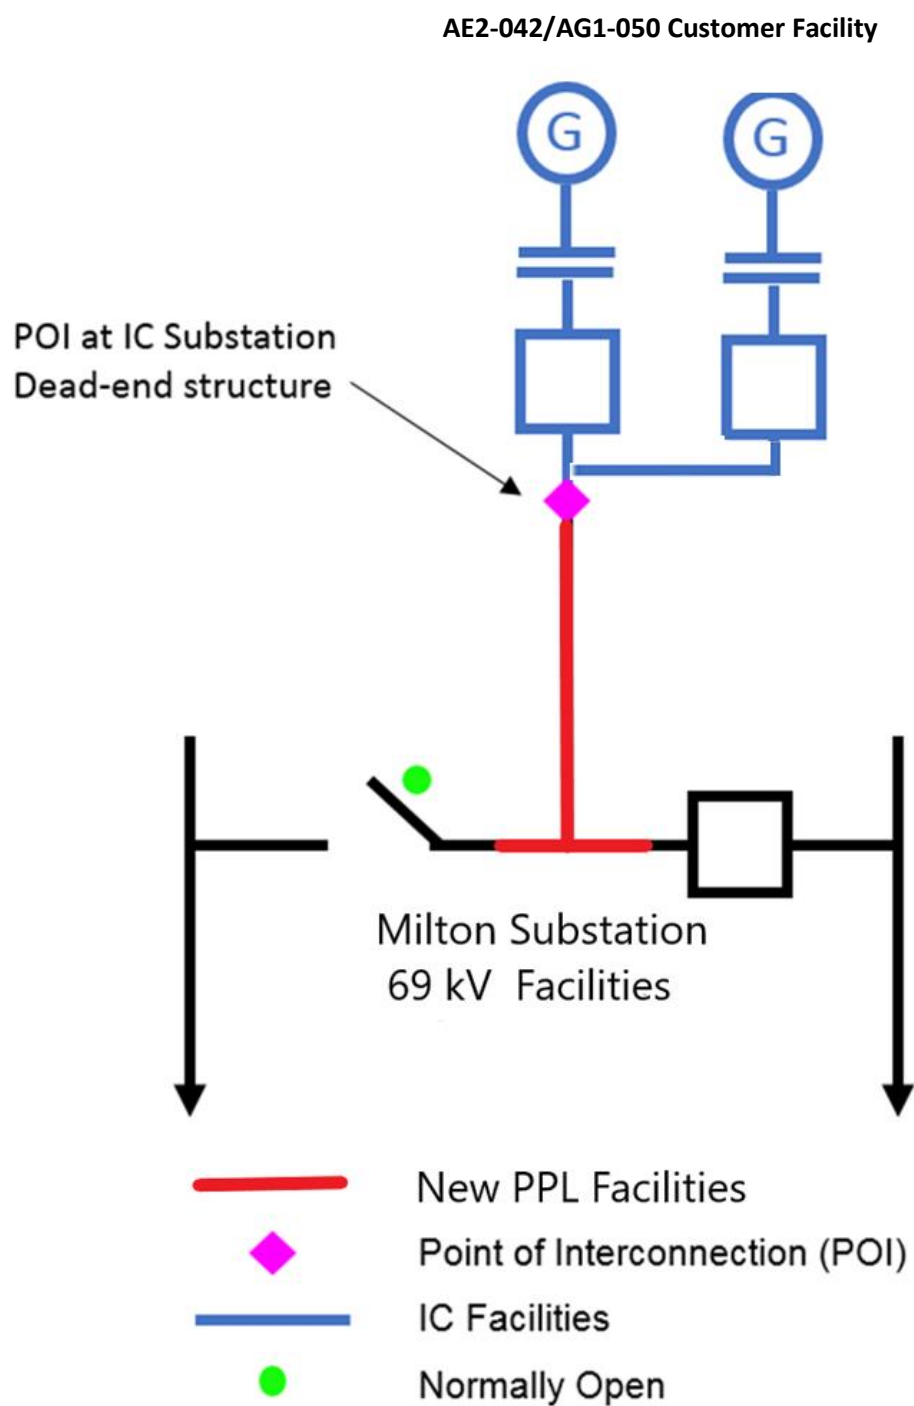 AE2-042/AG1-050 Customer Facility
G
G
POI at IC Substation
Dead-end structure
Milton Substation
69 kV Facilities
New PPL Facilities
Point of Interconnection (POI)
IC Facilities
Normally Open